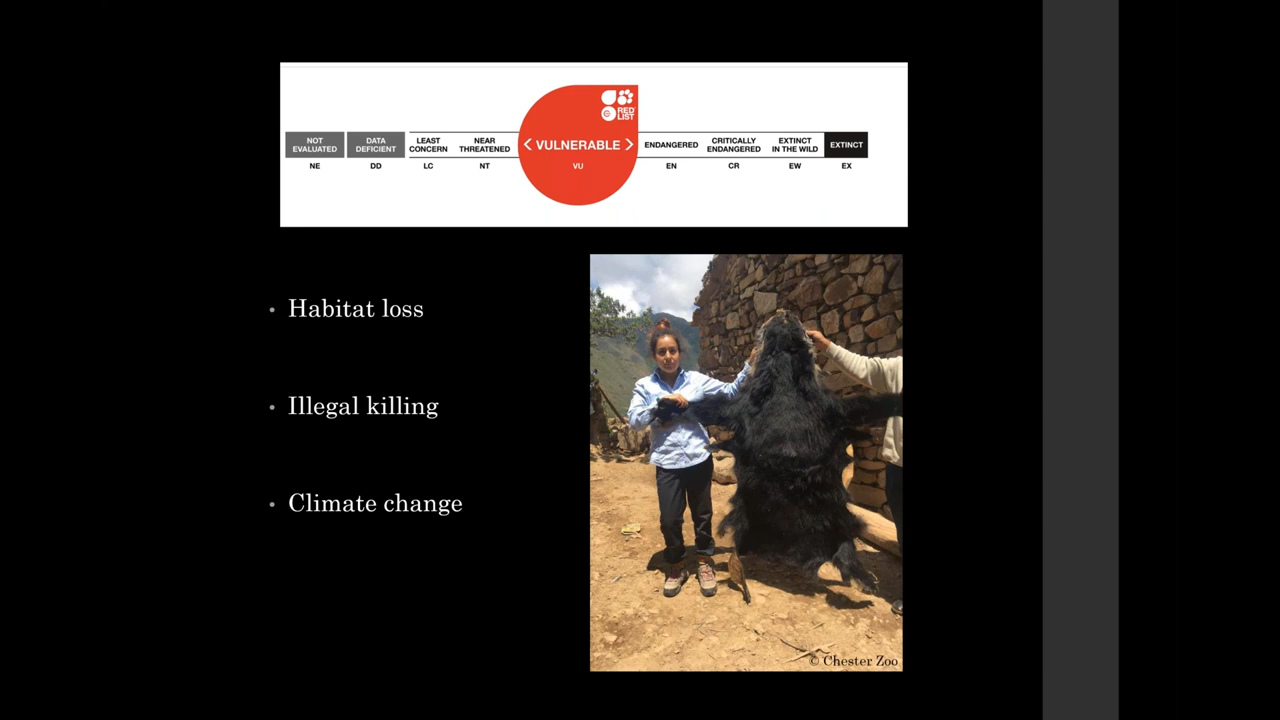 RED
LIST
NOT
EVALUATED
DATA
DEFICIENT
LEAST
CONCERN
NEAR
THREATENED
< VULNERABLE >
ENDANGERED
CRITICALLY
ENDANGERED
EXTINCT
IN THE WILD
EXTINCT
NE
DD
LC
NT
VU
EN
CR
EW
EX
• Habitat loss
• Illegal killing
• Climate change
© Chester Zoo